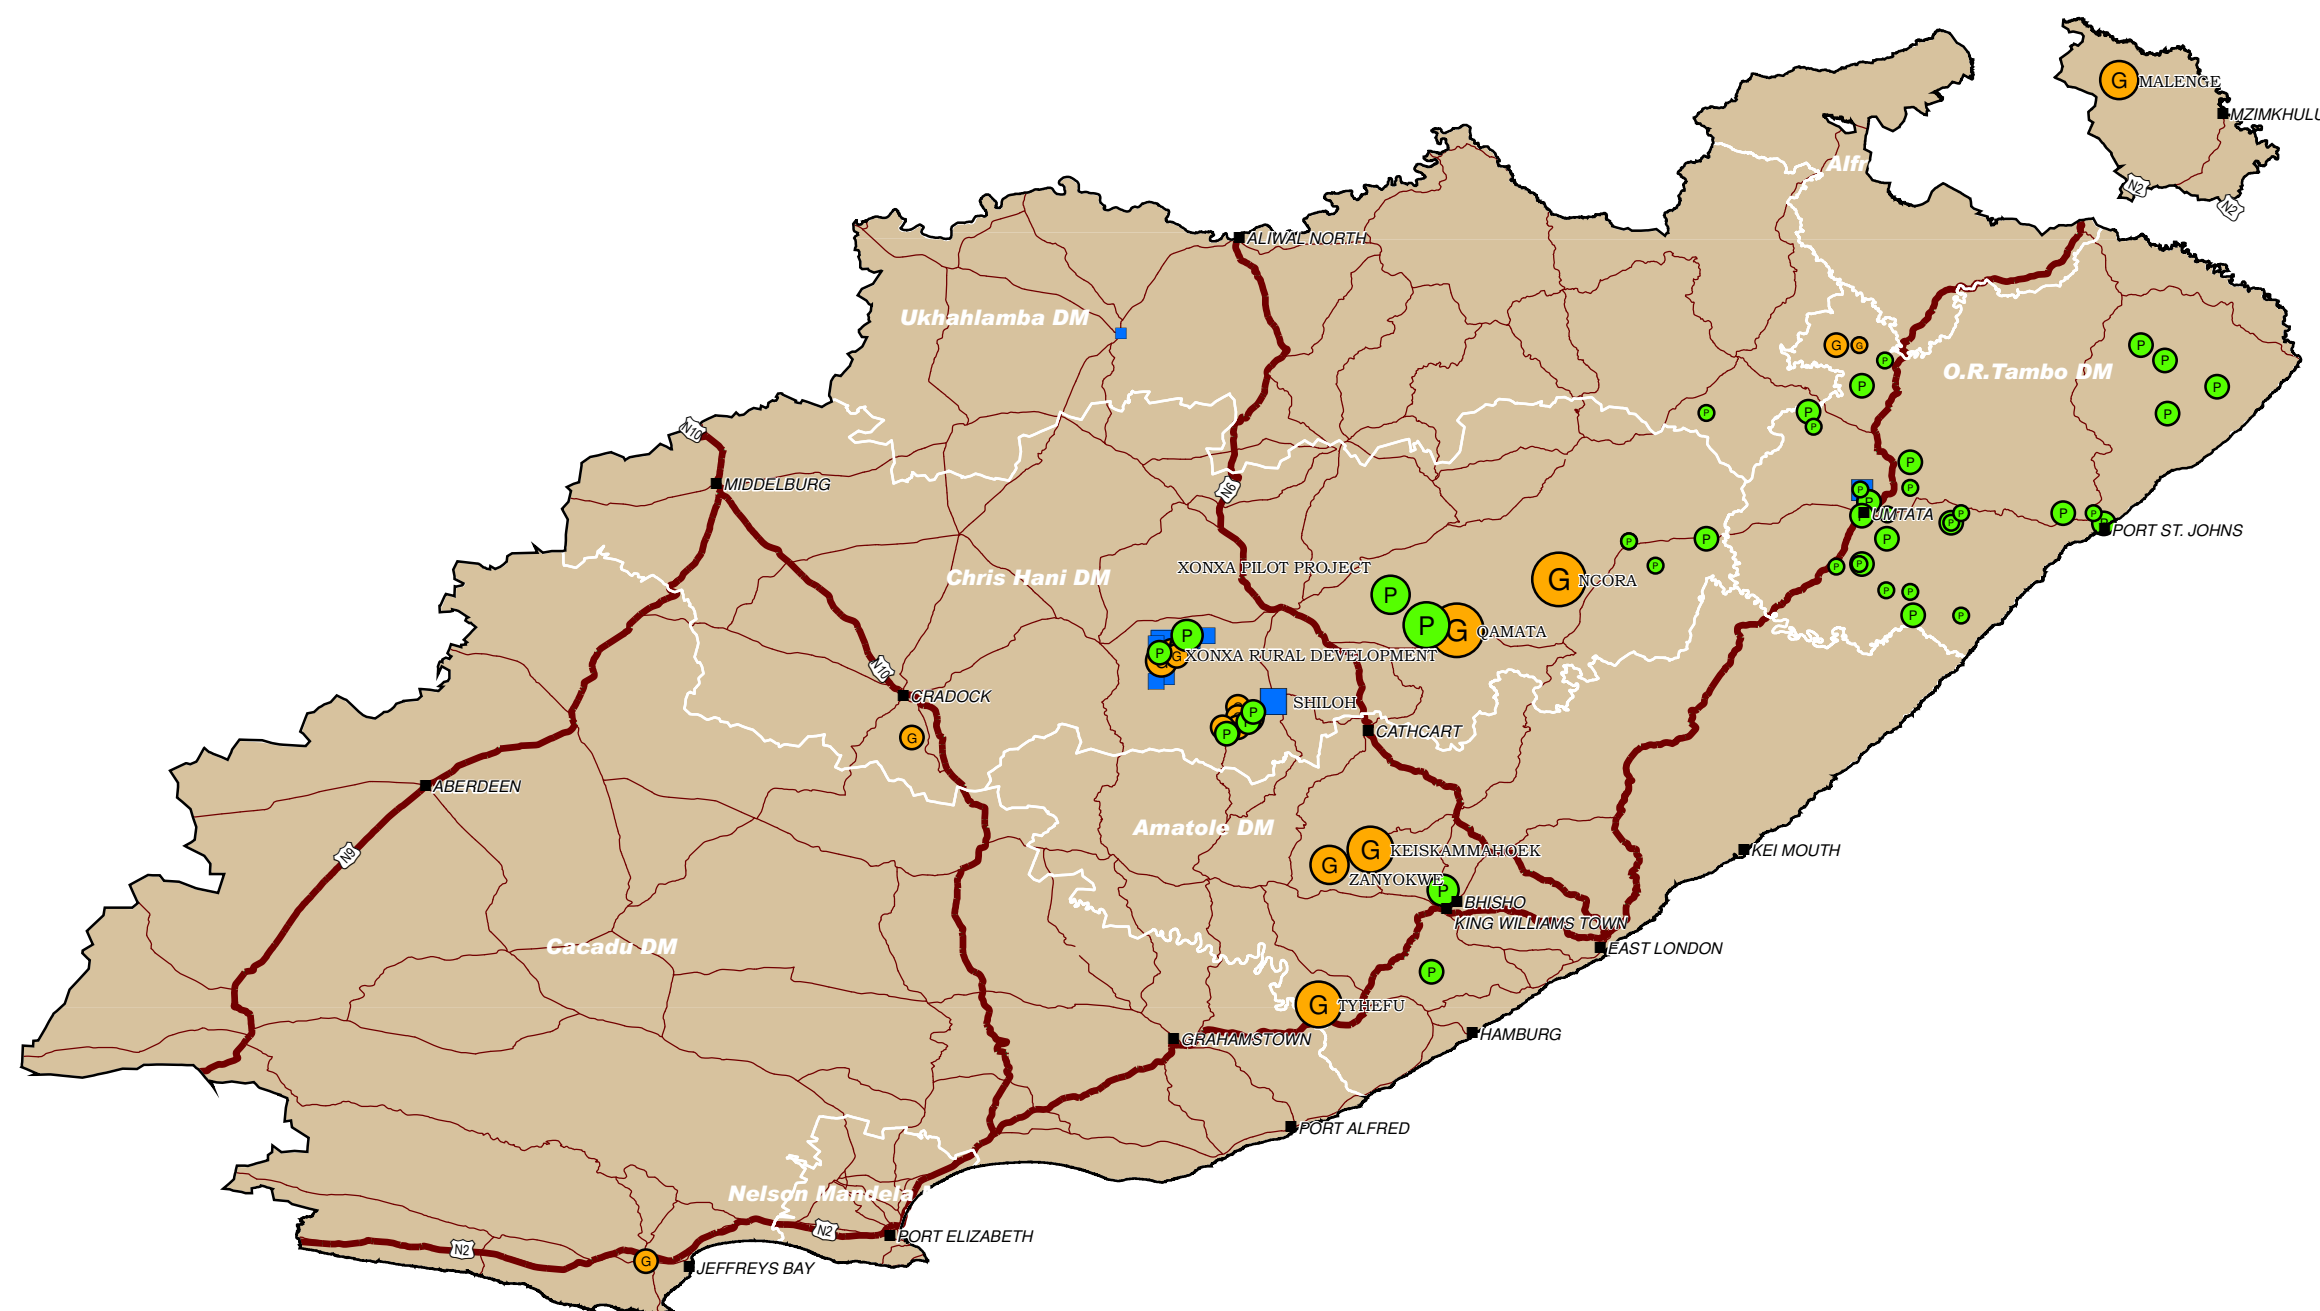 G MALENGE
MZIMKHULU
N2
N2
Alfr
ALIWAL NORTH
Ukhahlamba DM
G G
P
O.R.Tambo DM
P
P
P
P
P
P
P
P
P
N10
MIDDELBURG
N6
P
P
P
P
UMTATA
P
P
P
P
P
PORT ST. JOHNS
P
P
P
P
P
P
P
P
P
P
P
XONXA PILOT PROJECT
Chris Hani DM
G NCORA
P
P G QAMATA
P
P G XONXA RURAL DEVELOPMENT
N10
CRADOCK
SHILOH
P
P
G
CATHCART
ABERDEEN
Amatole DM
N9
G KEISKAMMAHOEK
G
ZANYOKWE
P
KEI MOUTH
BHISHO
KING WILLIAMS TOWN
Cacadu DM
EAST LONDON
P
G TYHEFU
GRAHAMSTOWN
HAMBURG
PORT ALFRED
Nelson Mandela
N2
N2
PORT ELIZABETH
G
JEFFREYS BAY